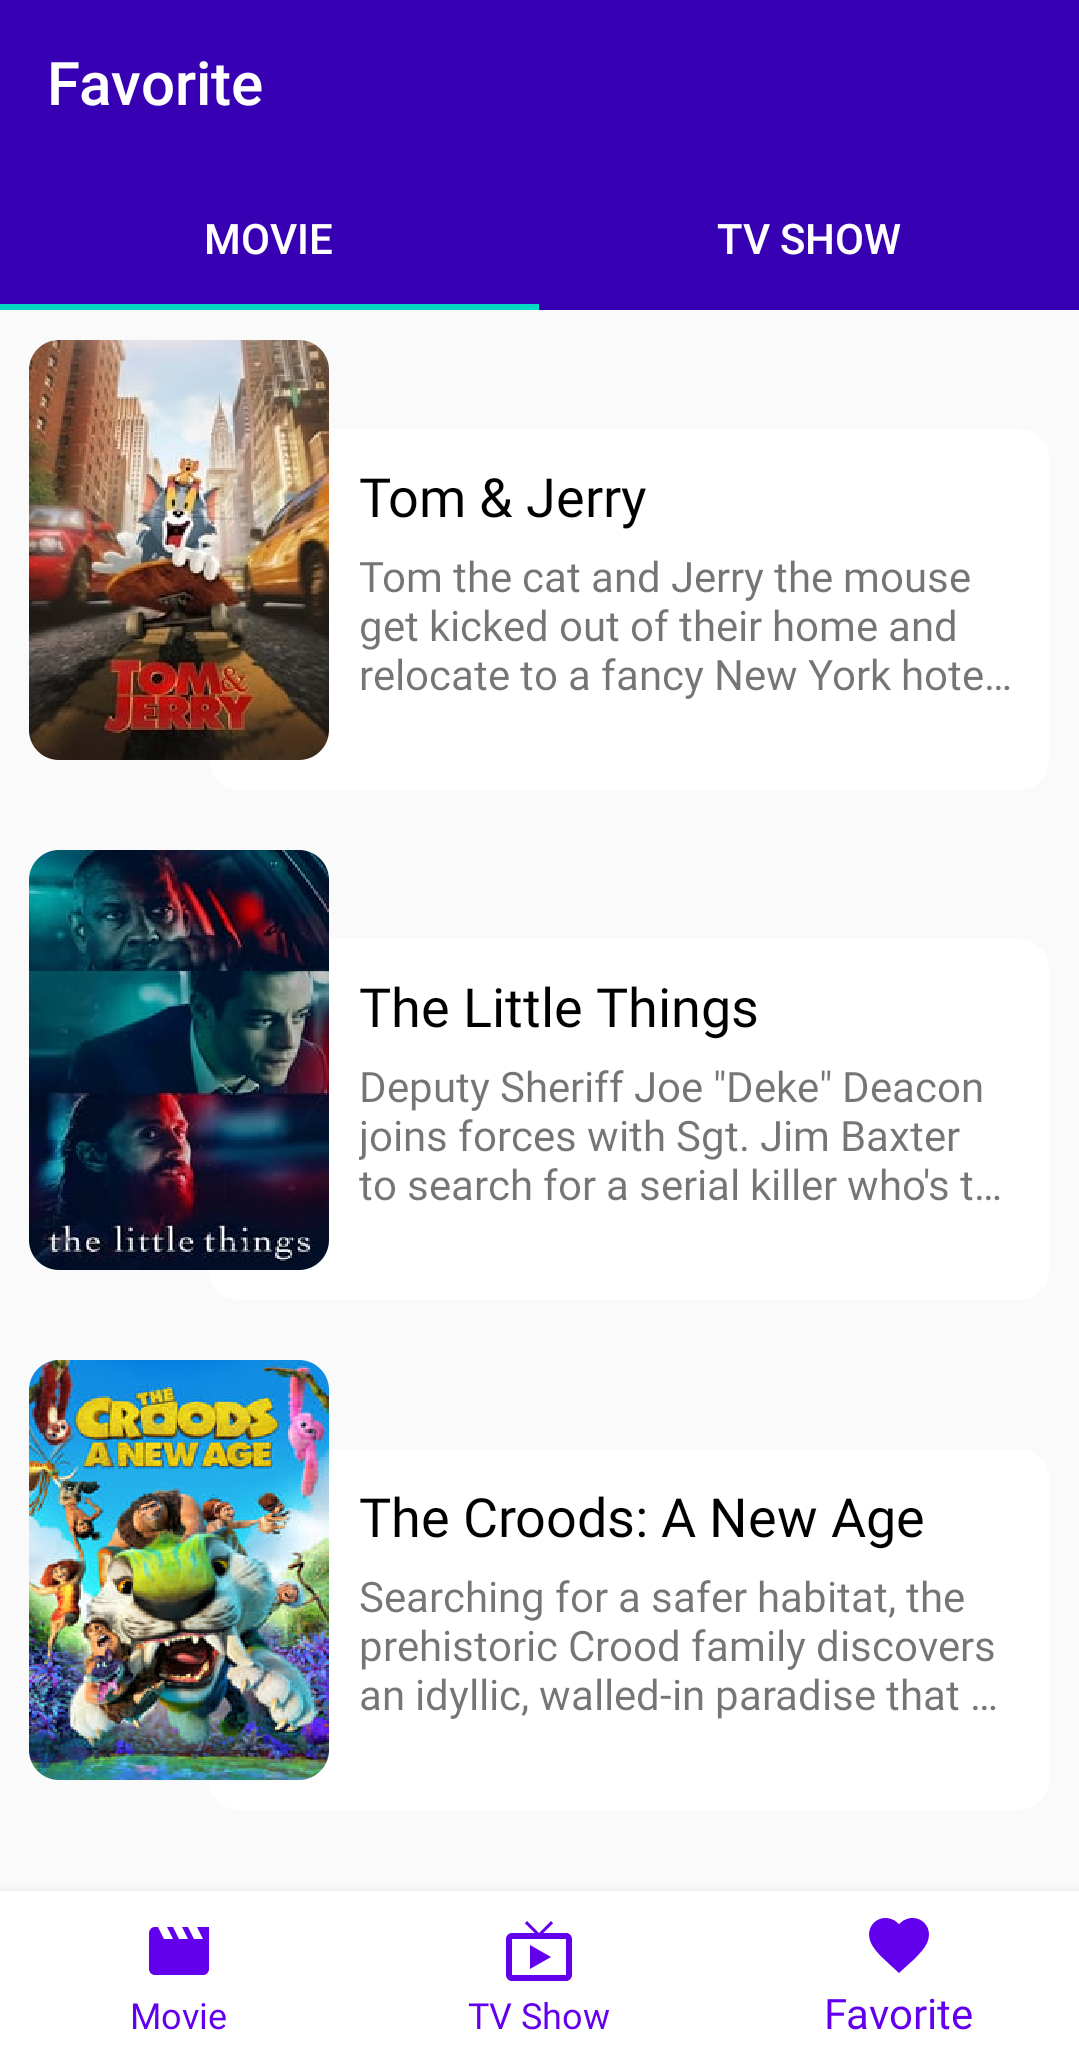 Favorite
MOVIE
TV SHOW
TOM &
JERRY
Tom & Jerry
Tom the cat and Jerry the mouse
get kicked out of their home and
relocate to a fancy New York hote...
the little things
The Little Things
Deputy Sheriff Joe "Deke" Deacon
joins forces with Sgt. Jim Baxter
to search for a serial killer who's t...
THE
CROODS
A NEW AGE
The Croods: A New Age
Searching for a safer habitat, the
prehistoric Crood family discovers
an idyllic, walled-in paradise that ...
Movie
TV Show
Favorite